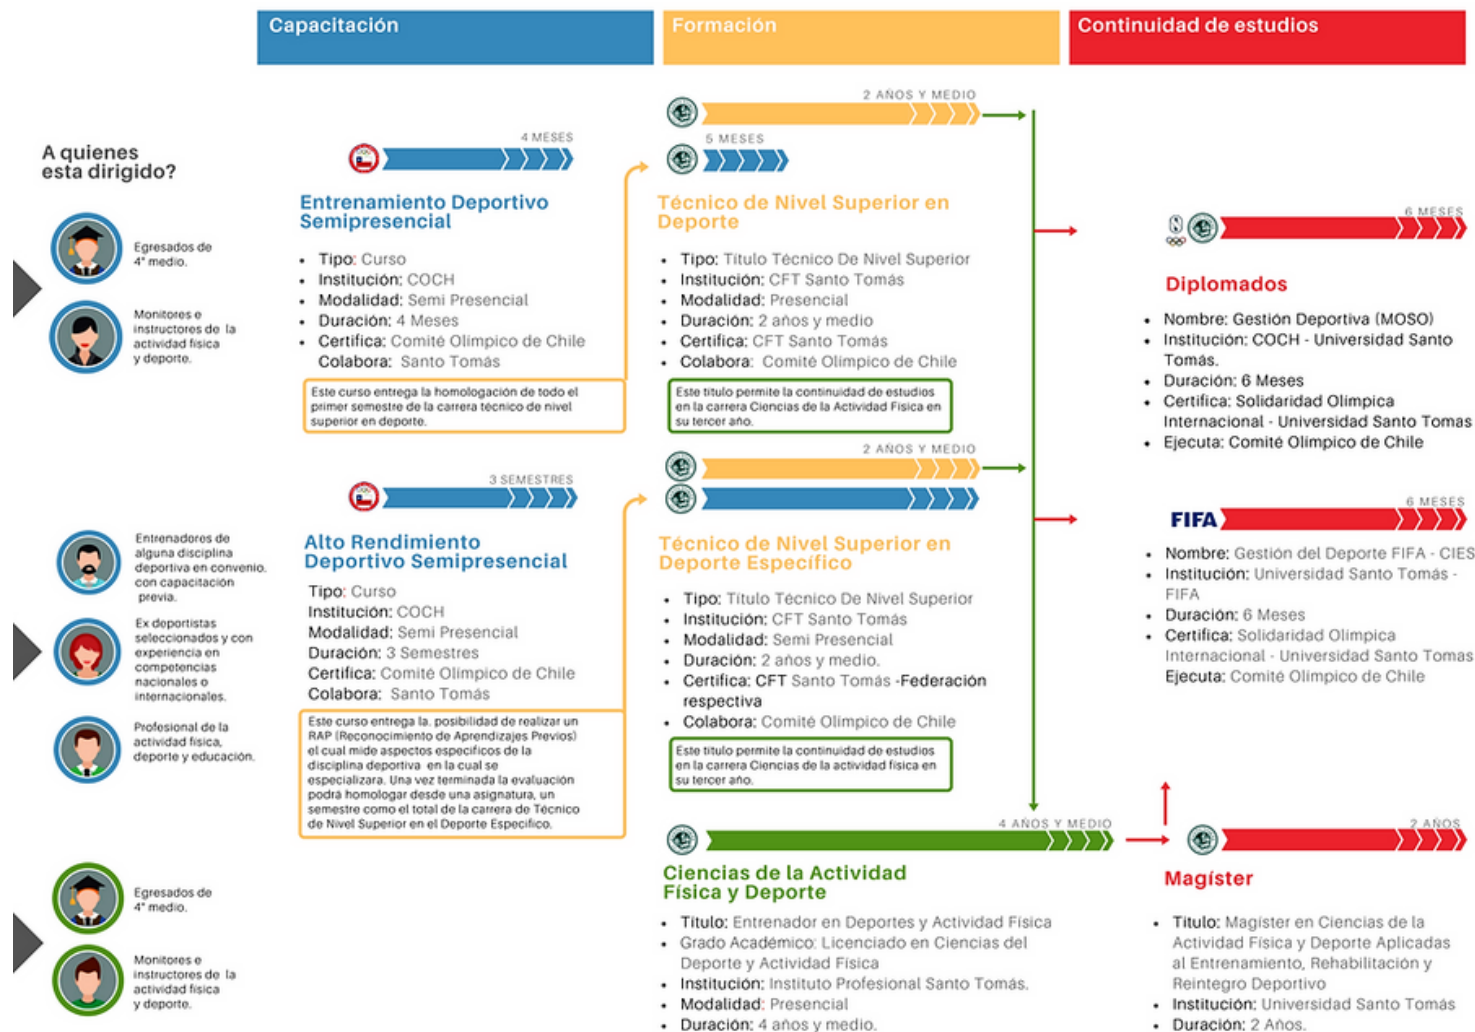 Capacitación
Formación
Continuidad de estudios
A quienes
esta dirigido?
Egresados de
4° medio.
Monitores e
instructores de la
actividad física
y deporte.
4 MESES
Entrenamiento Deportivo
Semipresencial
• Tipo: Curso
• Institución: COCH
• Modalidad: Semi Presencial
• Duración: 4 Meses
• Certifica: Comité Olímpico de Chile
Colabora: Santo Tomás
Este curso entrega la homologación de todo el
primer semestre de la carrera técnico de nivel
superior en deporte.
2 AÑOS Y MEDIO
5 MESES
Técnico de Nivel Superior en
Deporte
• Tipo: Título Técnico De Nivel Superior
• Institución: CFT Santo Tomás
• Modalidad: Presencial
• Duración: 2 años y medio
• Certifica: CFT Santo Tomás
• Colabora: Comité Olímpico de Chile
Este título permite la continuidad de estudios
en la carrera Ciencias de la Actividad Física en
su tercer año.
6 MESES
Diplomados
• Nombre: Gestión Deportiva (MOSO)
• Institución: COCH - Universidad Santo
Tomás.
• Duración: 6 Meses
• Certifica: Solidaridad Olímpica
Internacional - Universidad Santo Tomas
• Ejecuta: Comité Olímpico de Chile
Entrenadores de
alguna disciplina
deportiva en convenio.
con capacitación
previa.
Ex deportistas
seleccionados y con
experiencia en
competencias
nacionales o
internacionales.
Profesional de la
actividad física,
deporte y educación.
3 SEMESTRES
Alto Rendimiento
Deportivo Semipresencial
Tipo: Curso
Institución: COCH
Modalidad: Semi Presencial
Duración: 3 Semestres
Certifica: Comité Olímpico de Chile
Colabora: Santo Tomás
Este curso entrega la. posibilidad de realizar un
RAP (Reconocimiento de Aprendizajes Previos)
el cual mide aspectos especificos de la
disciplina deportiva en la cual se
especializara. Una vez terminada la evaluación
podrá homologar desde una asignatura, un
semestre como el total de la carrera de Técnico
de Nivel Superior en el Deporte Especifico.
2 AÑOS Y MEDIO
Técnico de Nivel Superior en
Deporte Específico
• Tipo: Título Técnico De Nivel Superior
• Institución: CFT Santo Tomás
• Modalidad: Semi Presencial
• Duración: 2 años y medio.
• Certifica: CFT Santo Tomás -Federación
respectiva
• Colabora: Comité Olímpico de Chile
Este título permite la continuidad de estudios
en la carrera Ciencias de la actividad física en
su tercer año.
6 MESES
FIFA
• Nombre: Gestión del Deporte FIFA - CIES
• Institución: Universidad Santo Tomás -
FIFA
• Duración: 6 Meses
• Certifica: Solidaridad Olímpica
Internacional - Universidad Santo Tomas
Ejecuta: Comité Olímpico de Chile
Egresados de
4° medio.
Monitores e
instructores de la
actividad física
y deporte.
4 AÑOS Y MEDIO
Ciencias de la Actividad
Física y Deporte
• Título: Entrenador en Deportes y Actividad Física
• Grado Académico: Licenciado en Ciencias del
Deporte y Actividad Física
• Institución: Instituto Profesional Santo Tomás.
• Modalidad: Presencial
• Duración: 4 años y medio.
2 AÑOS
Magíster
• Título: Magíster en Ciencias de la
Actividad Física y Deporte Aplicadas
al Entrenamiento, Rehabilitación y
Reintegro Deportivo
• Institución: Universidad Santo Tomás
• Duración: 2 Años.